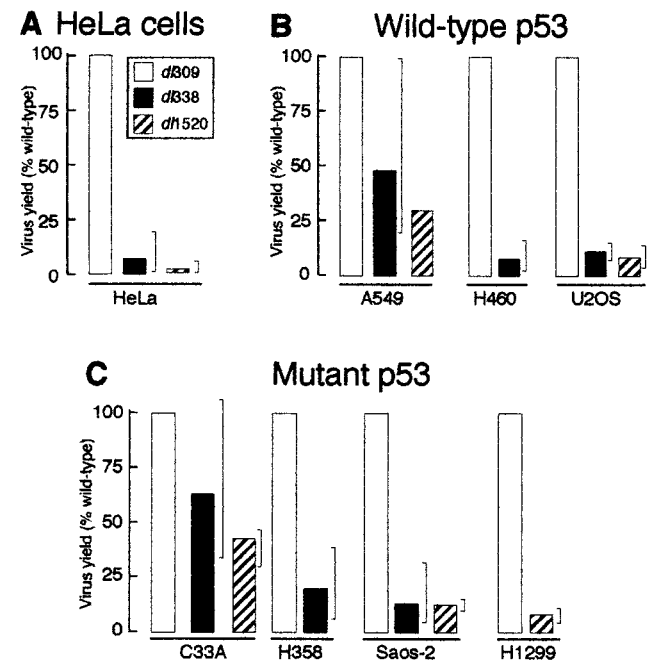 A HeLa cells
Virus yield (% wild-type)
100
75
50
25
0
dl309
dl338
dl1520
HeLa
B Wild-type p53
Virus yield (% wild-type)
100
75
50
25
0
A549 H460 U2OS
C Mutant p53
Virus yield (% wild-type)
100
75
50
25
0
C33A H358 Saos-2 H1299